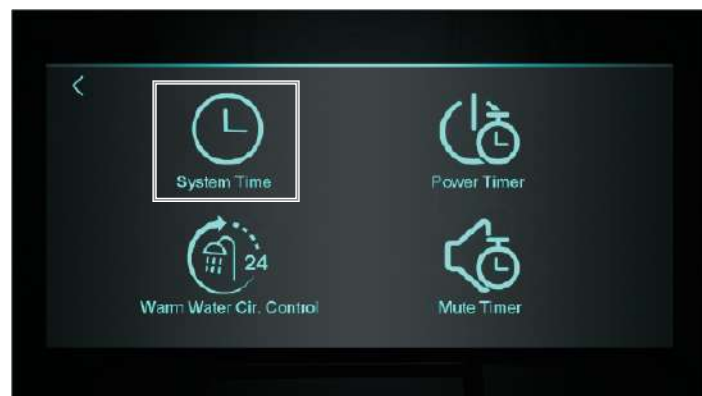 System Time
Power Timer
24
Warm Water Cir. Control
Mute Timer